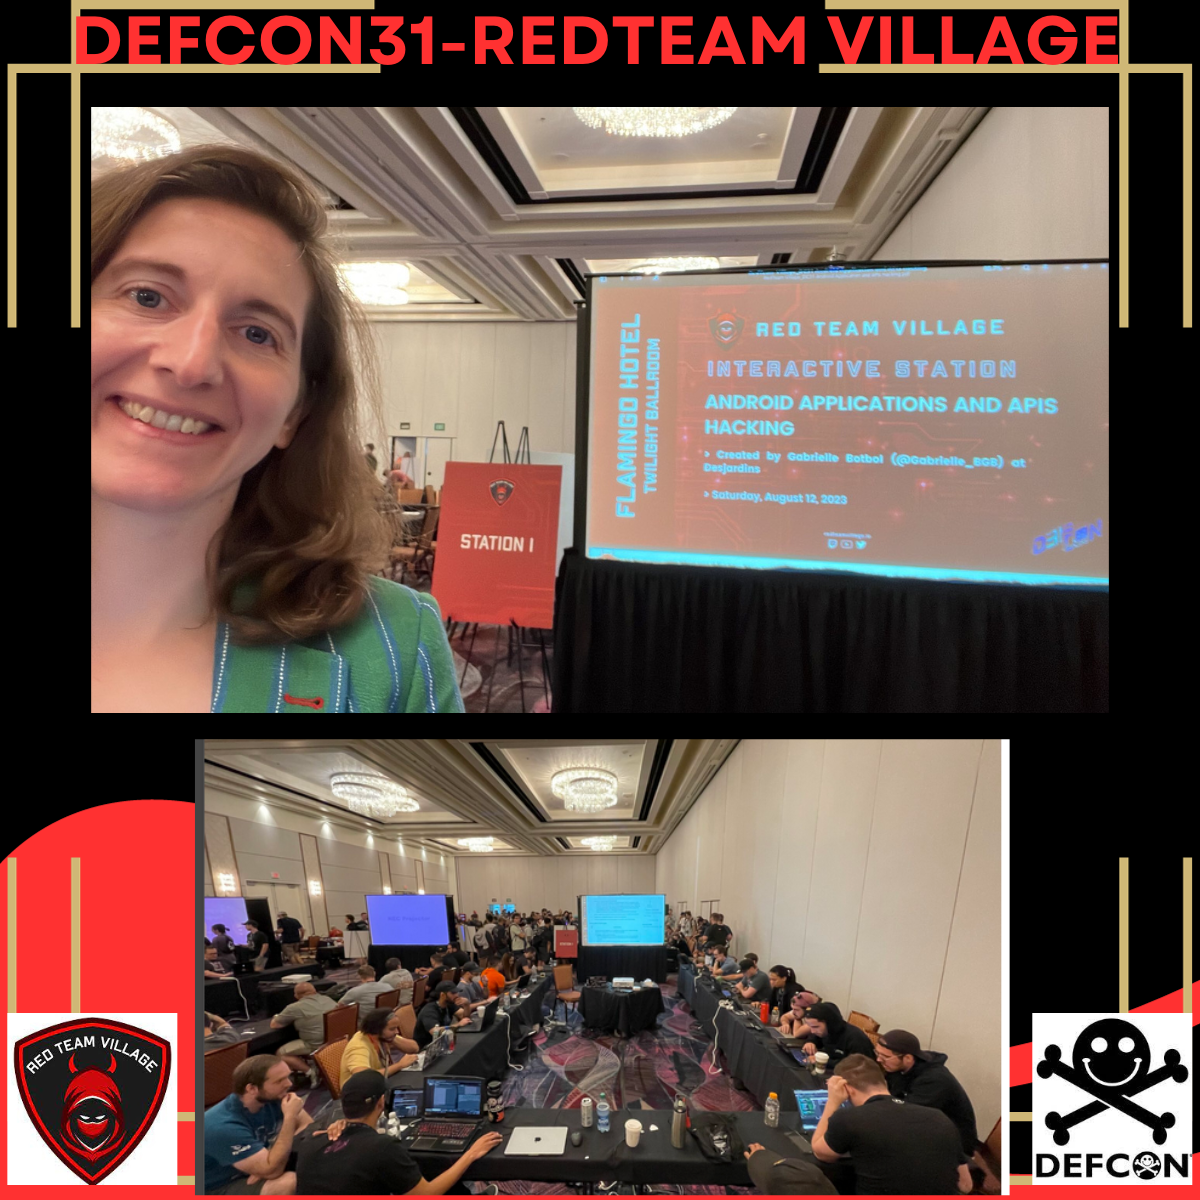 DEFCON31-REDTEAM VILLAGE
FLAMINGO HOTEL
TWILIGHT BALLROOM
RED TEAM VILLAGE
INTERACTIVE STATION
ANDROID APPLICATIONS AND APIS
HACKING
> Created by Gabrielle Botbol (@Gabrielle_BGB) at
Desjardins
> Saturday, August 12, 2023
STATION 1
RED TEAM VILLAGE
DEFCON